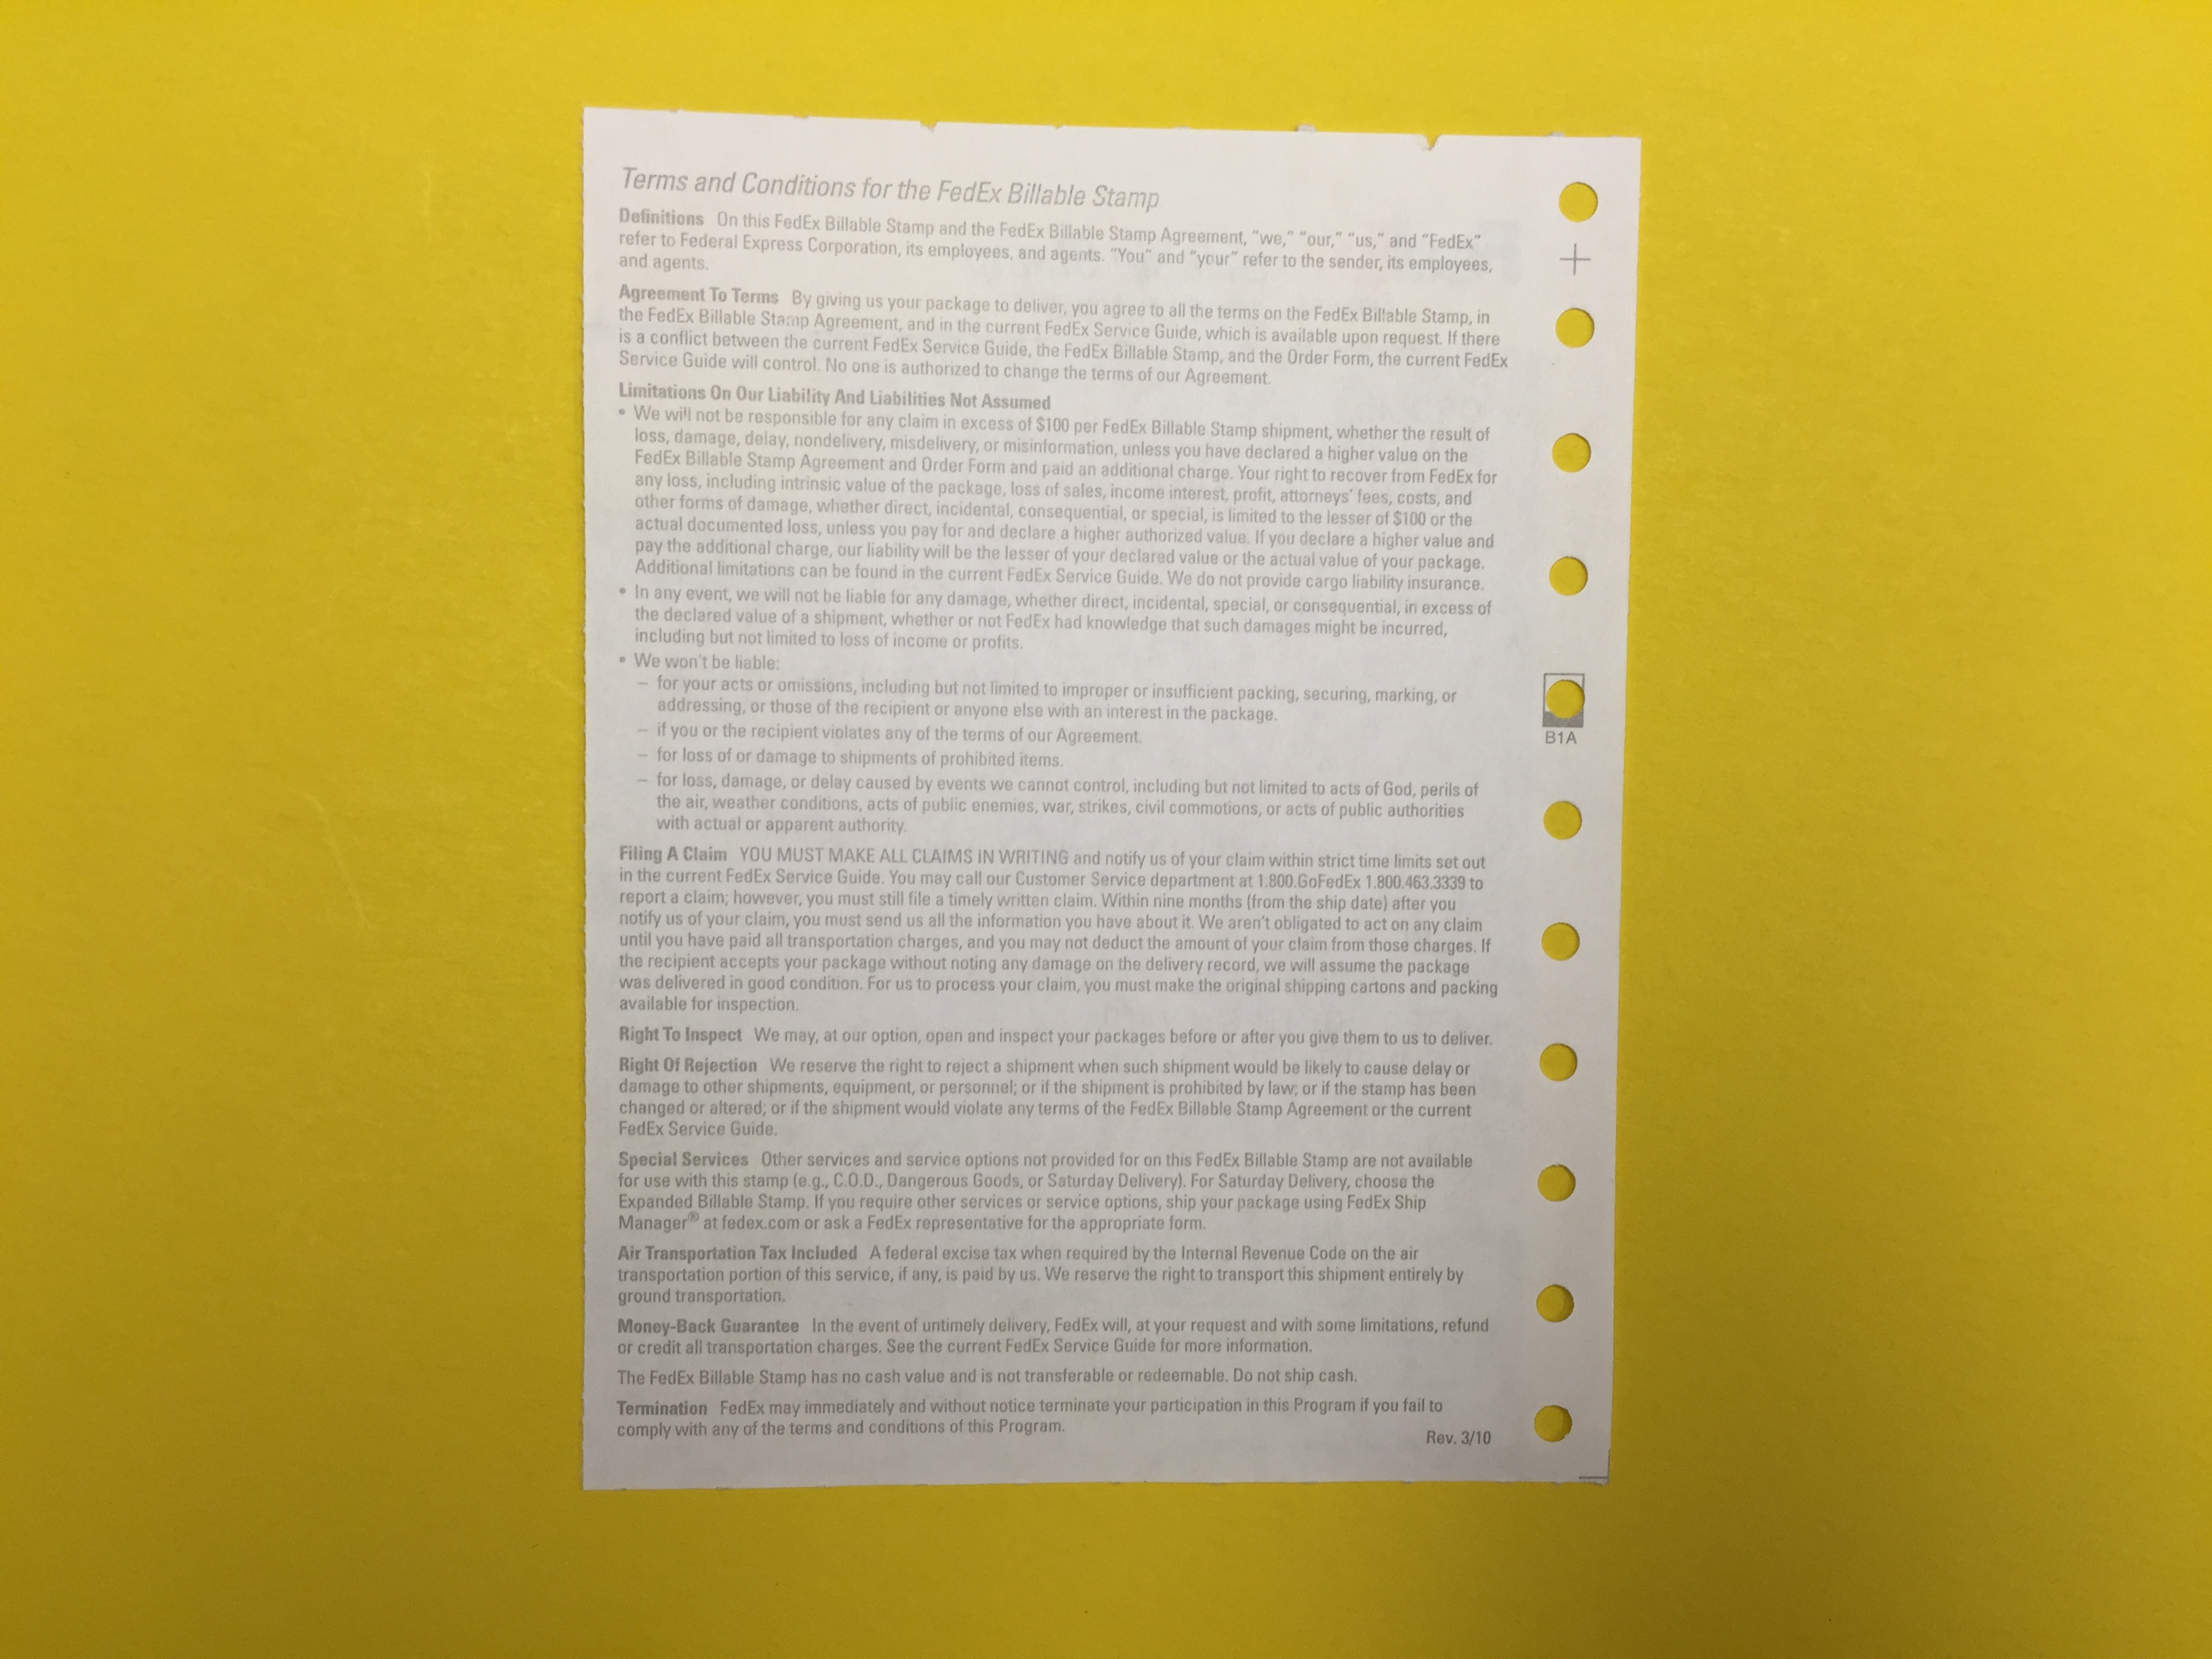 Terms and Conditions for the FedEx Billable Stamp
Definitions On this FedEx Billable Stamp and the FedEx Billable Stamp Agreement, "we," "our," "us," and "FedEx"
refer to Federal Express Corporation, its employees, and agents. "You" and "your" refer to the sender, its employees,
and agents.
Agreement To Terms By giving us your package to deliver, you agree to all the terms on the FedEx Billable Stamp, in
the FedEx Billable Stamp Agreement, and in the current FedEx Service Guide, which is available upon request. If there
is a conflict between the current FedEx Service Guide, the FedEx Billable Stamp, and the Order Form, the current FedEx
Service Guide will control. No one is authorized to change the terms of our Agreement.
Limitations On Our Liability And Liabilities Not Assumed
• We will not be responsible for any claim in excess of $100 per FedEx Billable Stamp shipment, whether the result of
loss, damage, delay, nondelivery, misdelivery, or misinformation, unless you have declared a higher value on the
FedEx Billable Stamp Agreement and Order Form and paid an additional charge. Your right to recover from FedEx for
any loss, including intrinsic value of the package, loss of sales, income interest, profit, attorneys' fees, costs, and
other forms of damage, whether direct, incidental, consequential, or special, is limited to the lesser of $100 or the
actual documented loss, unless you pay for and declare a higher authorized value. If you declare a higher value and
pay the additional charge, our liability will be the lesser of your declared value or the actual value of your package.
Additional limitations can be found in the current FedEx Service Guide. We do not provide cargo liability insurance.
• In any event, we will not be liable for any damage, whether direct, incidental, special, or consequential, in excess of
the declared value of a shipment, whether or not FedEx had knowledge that such damages might be incurred,
including but not limited to loss of income or profits.
• We won't be liable:
– for your acts or omissions, including but not limited to improper or insufficient packing, securing, marking, or
addressing, or those of the recipient or anyone else with an interest in the package.
– if you or the recipient violates any of the terms of our Agreement.
– for loss of or damage to shipments of prohibited items.
– for loss, damage, or delay caused by events we cannot control, including but not limited to acts of God, perils of
the air, weather conditions, acts of public enemies, war, strikes, civil commotions, or acts of public authorities
with actual or apparent authority.
B1A
Filing A Claim YOU MUST MAKE ALL CLAIMS IN WRITING and notify us of your claim within strict time limits set out
in the current FedEx Service Guide. You may call our Customer Service department at 1.800.GoFedEx 1.800.463.3339 to
report a claim; however, you must still file a timely written claim. Within nine months (from the ship date) after you
notify us of your claim, you must send us all the information you have about it. We aren't obligated to act on any claim
until you have paid all transportation charges, and you may not deduct the amount of your claim from those charges. If
the recipient accepts your package without noting any damage on the delivery record, we will assume the package
was delivered in good condition. For us to process your claim, you must make the original shipping cartons and packing
available for inspection.
Right To Inspect We may, at our option, open and inspect your packages before or after you give them to us to deliver.
Right Of Rejection We reserve the right to reject a shipment when such shipment would be likely to cause delay or
damage to other shipments, equipment, or personnel; or if the shipment is prohibited by law; or if the stamp has been
changed or altered; or if the shipment would violate any terms of the FedEx Billable Stamp Agreement or the current
FedEx Service Guide.
Special Services Other services and service options not provided for on this FedEx Billable Stamp are not available
for use with this stamp (e.g., C.O.D., Dangerous Goods, or Saturday Delivery). For Saturday Delivery, choose the
Expanded Billable Stamp. If you require other services or service options, ship your package using FedEx Ship
Manager® at fedex.com or ask a FedEx representative for the appropriate form.
Air Transportation Tax Included A federal excise tax when required by the Internal Revenue Code on the air
transportation portion of this service, if any, is paid by us. We reserve the right to transport this shipment entirely by
ground transportation.
Money-Back Guarantee In the event of untimely delivery, FedEx will, at your request and with some limitations, refund
or credit all transportation charges. See the current FedEx Service Guide for more information.
The FedEx Billable Stamp has no cash value and is not transferable or redeemable. Do not ship cash.
Termination FedEx may immediately and without notice terminate your participation in this Program if you fail to
comply with any of the terms and conditions of this Program.
Rev. 3/10